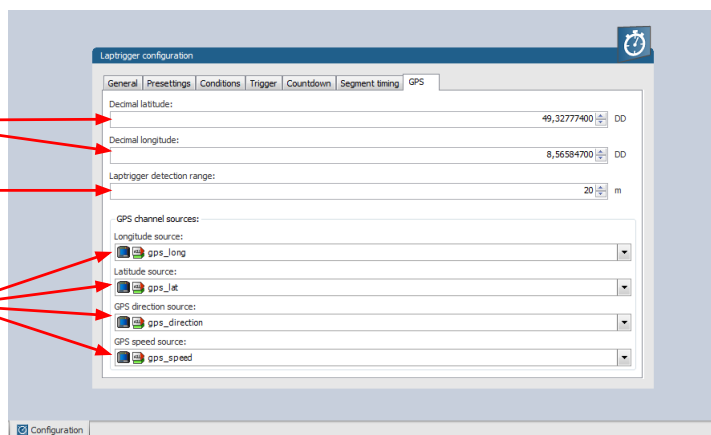 Laptrigger configuration
General Presettings Conditions Trigger Countdown Segment timing GPS
Decimal latitude:
49,32777400 DD
Decimal longitude:
8,56584700 DD
Laptrigger detection range:
20 m
GPS channel sources:
Longitude source:
gps_long
Latitude source:
gps_lat
GPS direction source:
gps_direction
GPS speed source:
gps_speed
Configuration